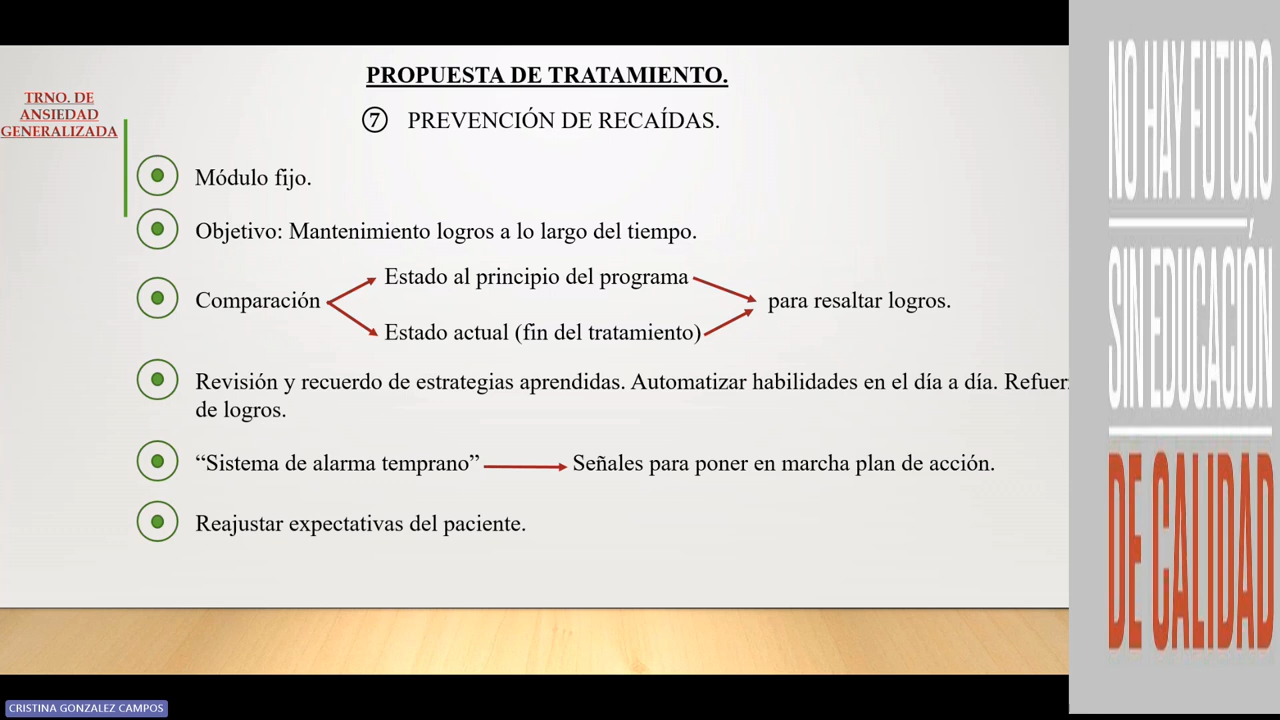 PROPUESTA DE TRATAMIENTO.
TRNO. DE
ANSIEDAD
GENERALIZADA
7 PREVENCIÓN DE RECAÍDAS.
Módulo fijo.
Objetivo: Mantenimiento logros a lo largo del tiempo.
Estado al principio del programa
Comparación
para resaltar logros.
Estado actual (fin del tratamiento)
Revisión y recuerdo de estrategias aprendidas. Automatizar habilidades en el día a día.
de logros.
“Sistema de alarma temprano”
Señales para poner en marcha plan de acción.
Reajustar expectativas del paciente.
NO HAY FUTURO
SIN EDUCACIÓN
DE CALIDAD
CRISTINA GONZALEZ CAMPOS